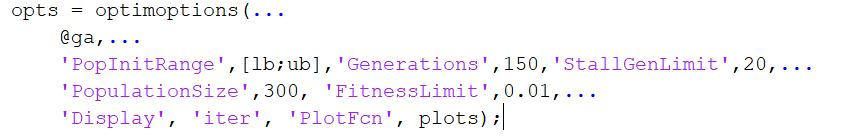 opts = optimoptions(...
@ga,...
'PopInitRange',[lb;ub],'Generations',150,'StallGenLimit',20,...
'PopulationSize',300, 'FitnessLimit',0.01,...
'Display', 'iter', 'PlotFcn', plots);